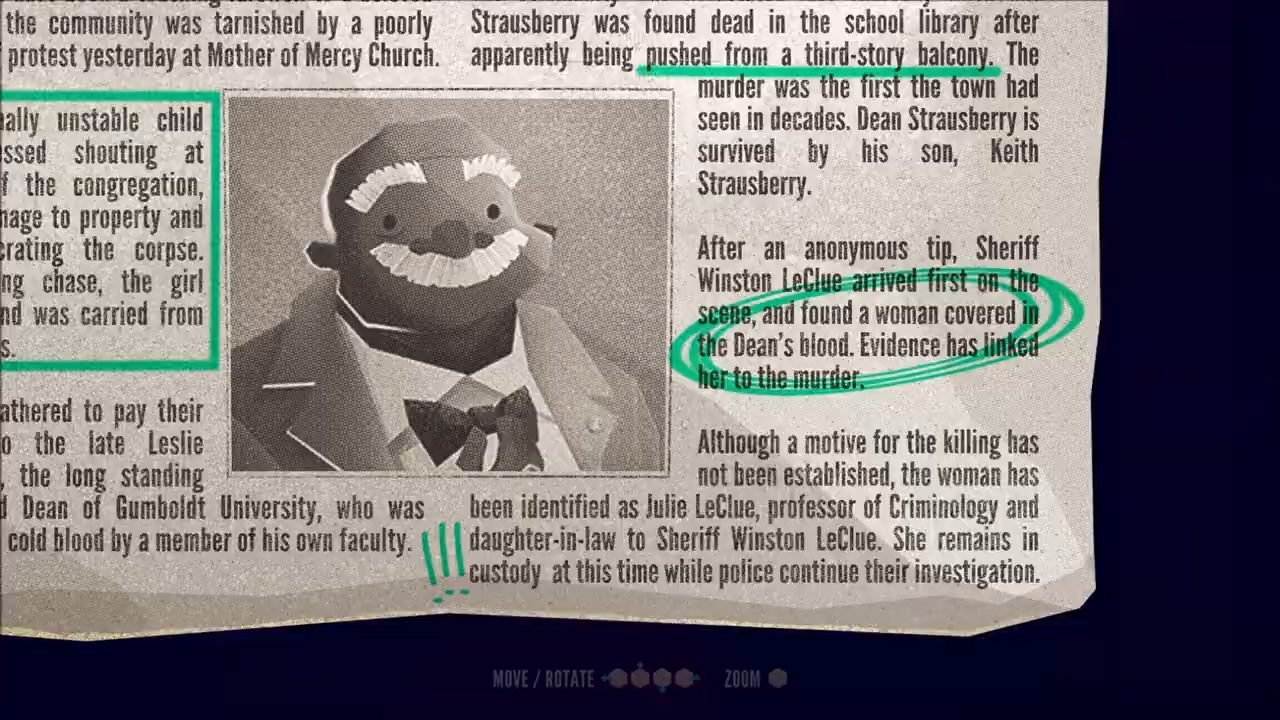 the community was tarnished by a poorly
protest yesterday at Mother of Mercy Church.
unstable child
shouting at
the congregation,
to property and
the corpse.
chase, the girl
was carried from
to pay their
the late Leslie
the long standing
Dean of Gumboldt University, who was
cold blood by a member of his own faculty.
Strausberry was found dead in the school library after
apparently being pushed from a third-story balcony. The
murder was the first the town had
seen in decades. Dean Strausberry is
survived by his son, Keith
Strausberry.
After an anonymous tip, Sheriff
Winston LeClue arrived first on the
scene, and found a woman covered in
the Dean's blood. Evidence has linked
her to the murder.
Although a motive for the killing has
not been established, the woman has
been identified as Julie LeClue, professor of Criminology and
daughter-in-law to Sheriff Winston LeClue. She remains in
custody at this time while police continue their investigation.
!!!
MOVE / ROTATE ZOOM